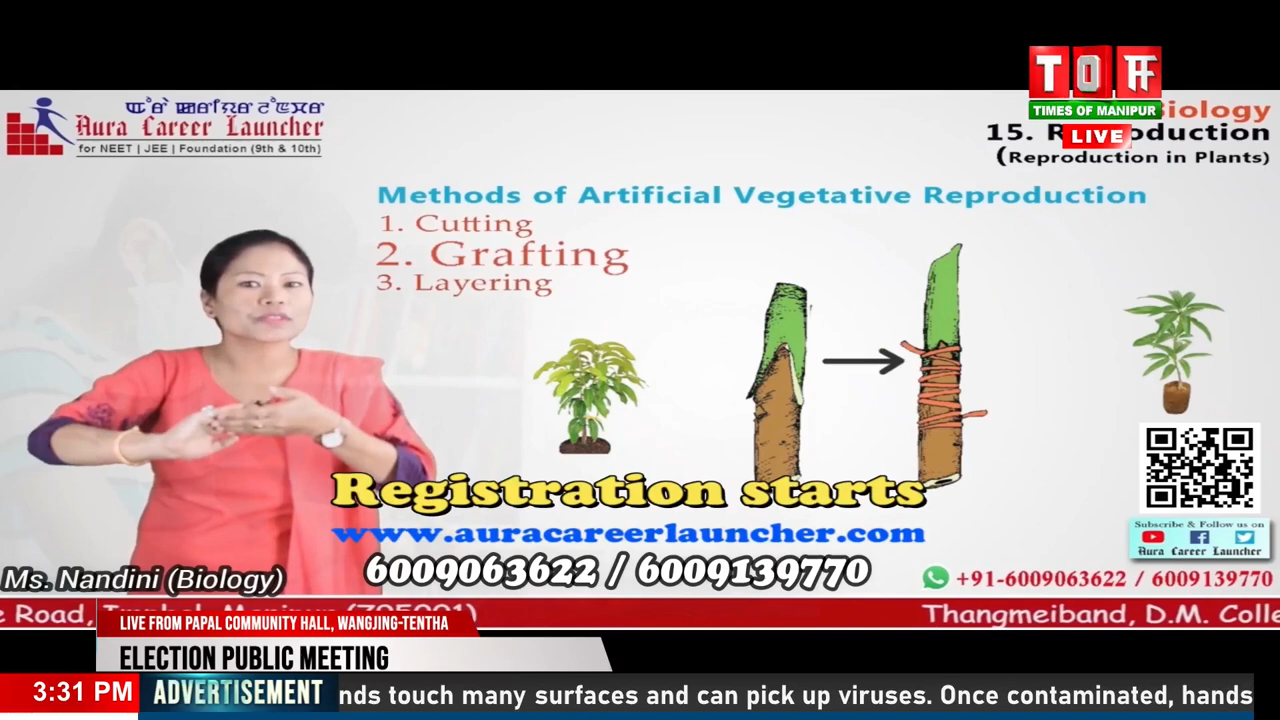 TOM
TIMES OF MANIPUR
LIVE
Aura Career Launcher
for NEET | JEE | Foundation (9th & 10th)
Biology
15.
(Reproduction in Plants)
Methods of Artificial Vegetative Reproduction
1. Cutting
2. Grafting
3. Layering
Registration starts
www.auracareerlauncher.com
6009063622 / 6009139770
Subscribe & Follow us on
Aura Career Launcher
Ms. Nandini (Biology)
+91-6009063622 / 6009139770
e Road, Imphal, Manipur (795001)
Thangmeiband, D.M. Colle
LIVE FROM PAPAL COMMUNITY HALL, WANGJING-TENTHA
ELECTION PUBLIC MEETING
3:31 PM
ADVERTISEMENT
nds touch many surfaces and can pick up viruses. Once contaminated, hands